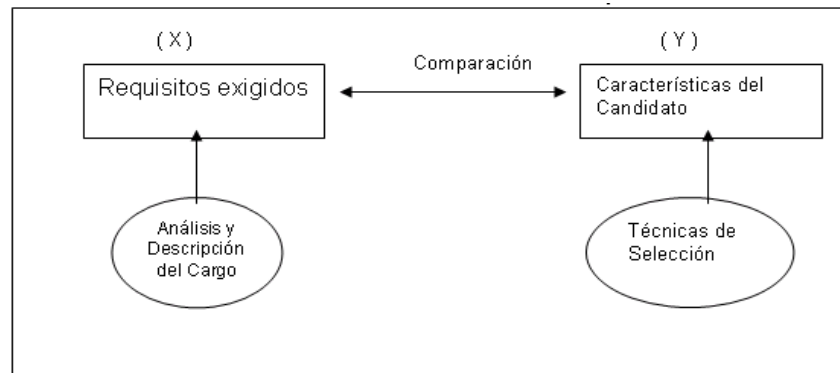 ( X )
( Y )
Comparación
Requisitos exigidos
Características del
Candidato
Análisis y
Descripción
del Cargo
Técnicas de
Selección